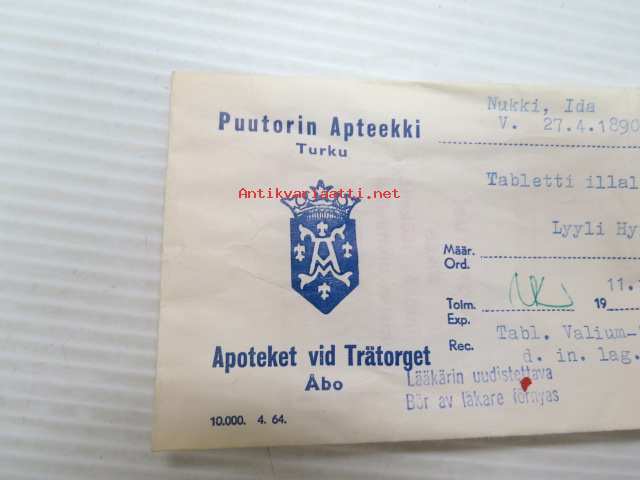 Puutorin Apteekki
Turku
Antikvariaatti.net
A
Apoteket vid Trätorget
Åbo
10.000. 4. 64.
Nukki, Ida
V. 27.4.1890
Tabletti illal
Lyyli Hy
Määr.
Ord.
11.
Toim.
19
Exp.
Rec. Tabl. Valium-
d. in. lag.
Lääkärin uudistettava
Bör av läkare förnyas